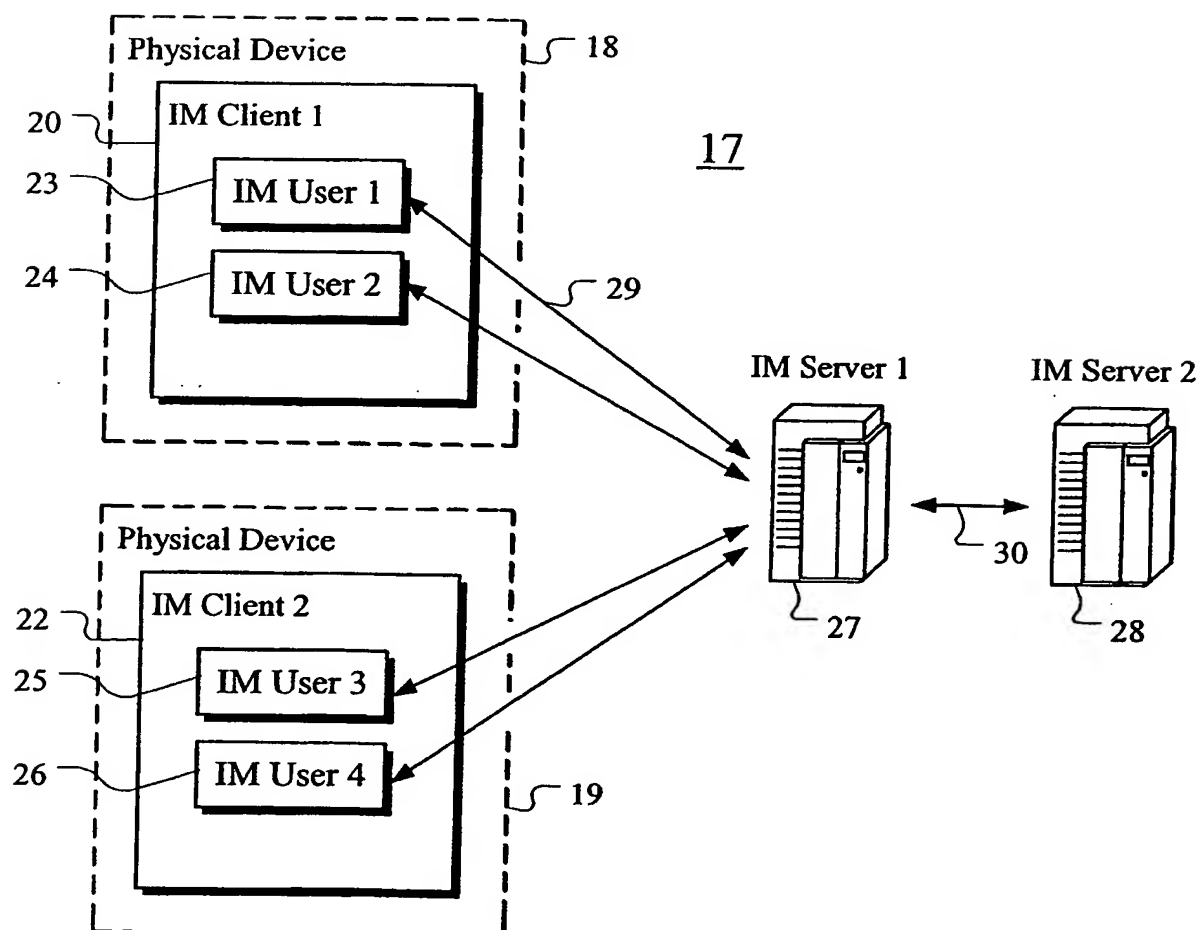 Physical Device
18
IM Client 1
20
17
IM User 1
23
IM User 2
24
29
IM Server 1
IM Server 2
Physical Device
30
IM Client 2
27
28
22
IM User 3
25
IM User 4
26
19